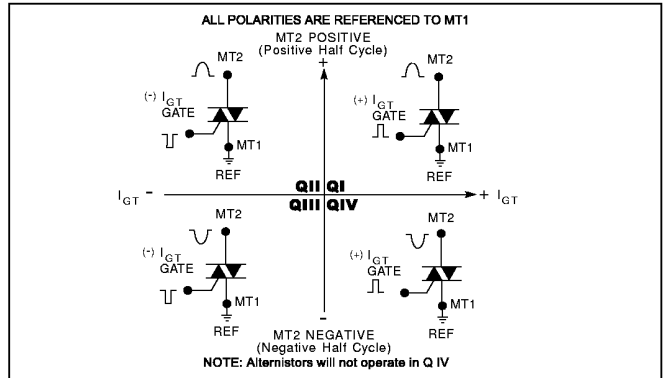 ALL POLARITIES ARE REFERENCED TO MT1
MT2 POSITIVE
(Positive Half Cycle)
+
MT2
(-) IGT
GATE
MT1
REF
MT2
(+) IGT
GATE
MT1
REF
IGT -
QII QI
QIII QIV
+ IGT
MT2
(-) IGT
GATE
MT1
REF
MT2
(+) IGT
GATE
MT1
REF
-
MT2 NEGATIVE
(Negative Half Cycle)
NOTE: Alternistors will not operate in Q IV